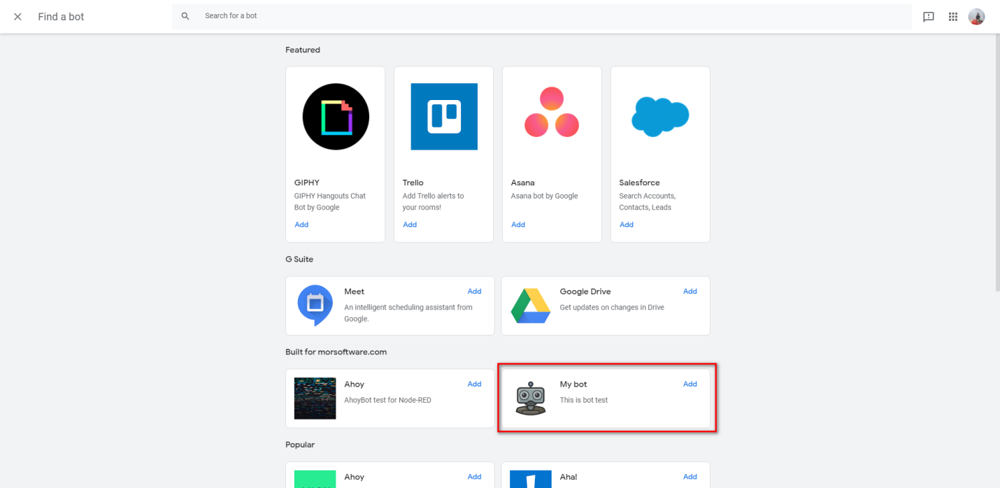 Find a bot
Search for a bot
Featured
GIPHY
GIPHY Hangouts Chat
Bot by Google
Add
Trello
Add Trello alerts to
your rooms!
Add
Asana
Asana bot by Google
Add
Salesforce
Search Accounts,
Contacts, Leads
Add
G Suite
Meet
Add
An intelligent scheduling assistant from
Google.
Google Drive
Add
Get updates on changes in Drive
Built for morsoftware.com
Ahoy
Add
AhoyBot test for Node-RED
My bot
Add
This is bot test
Popular
Ahoy
Add
Aha!
Add